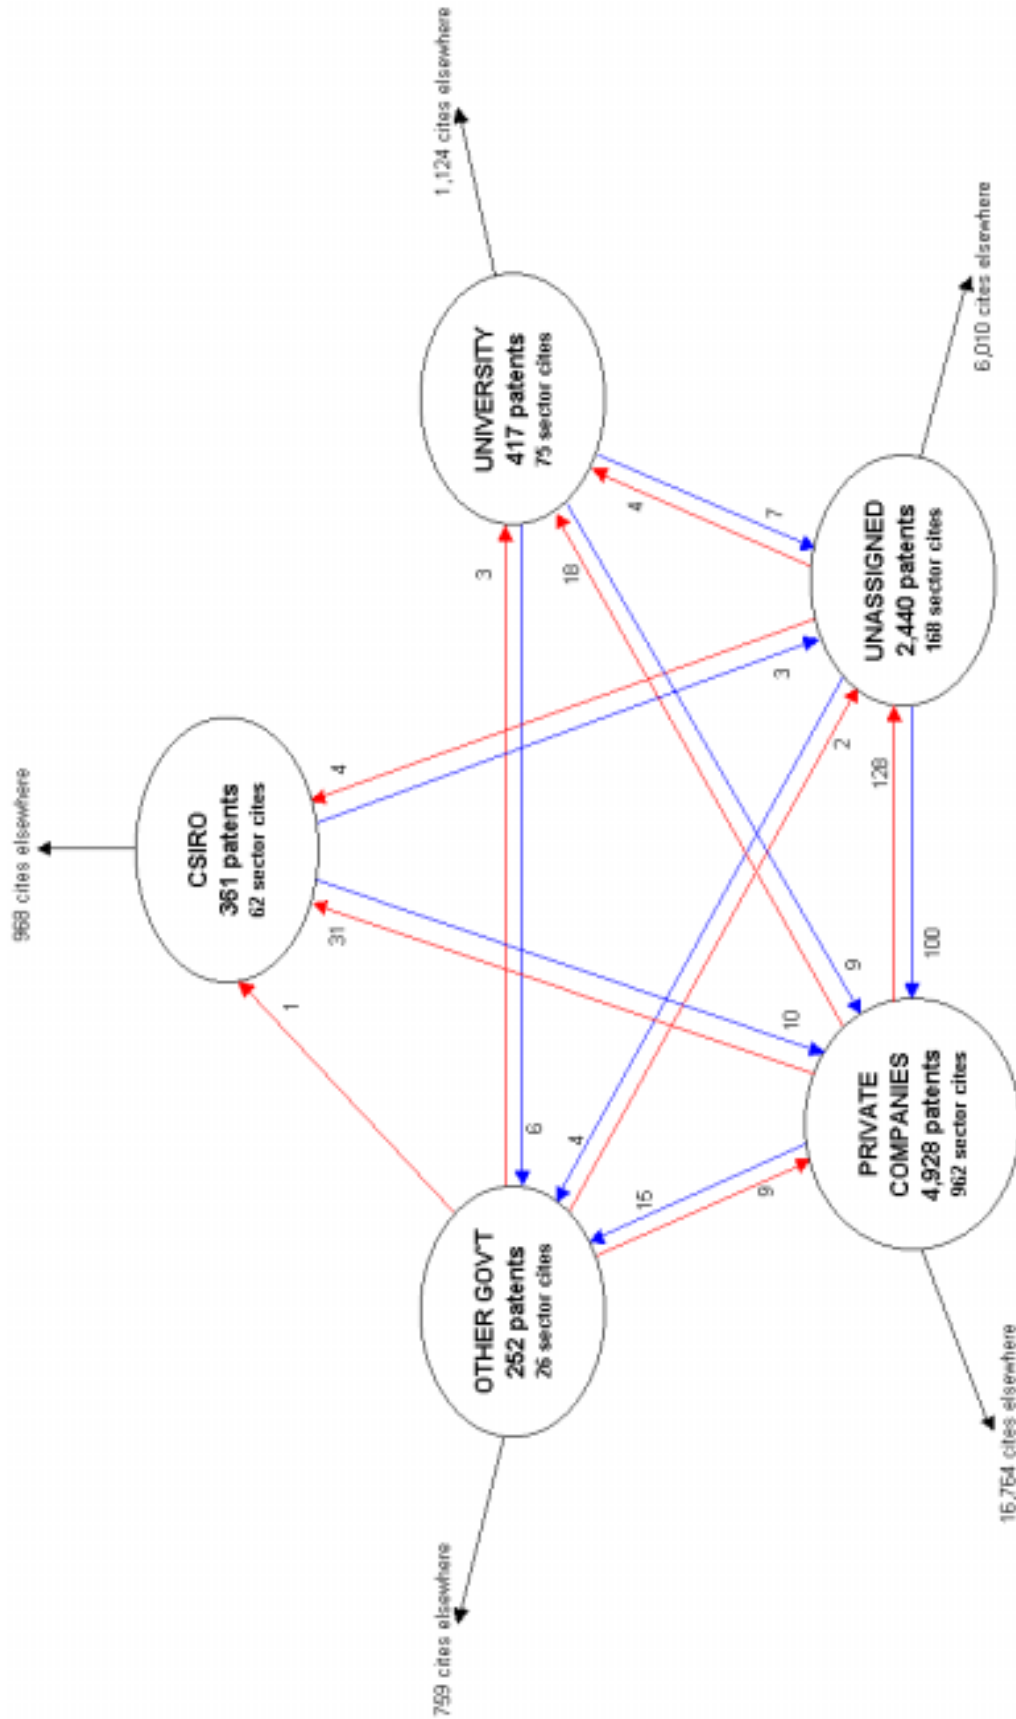 968 cites elsewhere
CSIRO
361 patents
62 sector cites
1
31
4
10
3
759 cites elsewhere
OTHER GOV'T
252 patents
26 sector cites
3
6
UNIVERSITY
417 patents
75 sector cites
1,124 cites elsewhere
4
2
18
9
4
7
15
9
PRIVATE
COMPANIES
4,928 patents
962 sector cites
128
100
UNASSIGNED
2,440 patents
168 sector cites
16,764 cites elsewhere
6,010 cites elsewhere